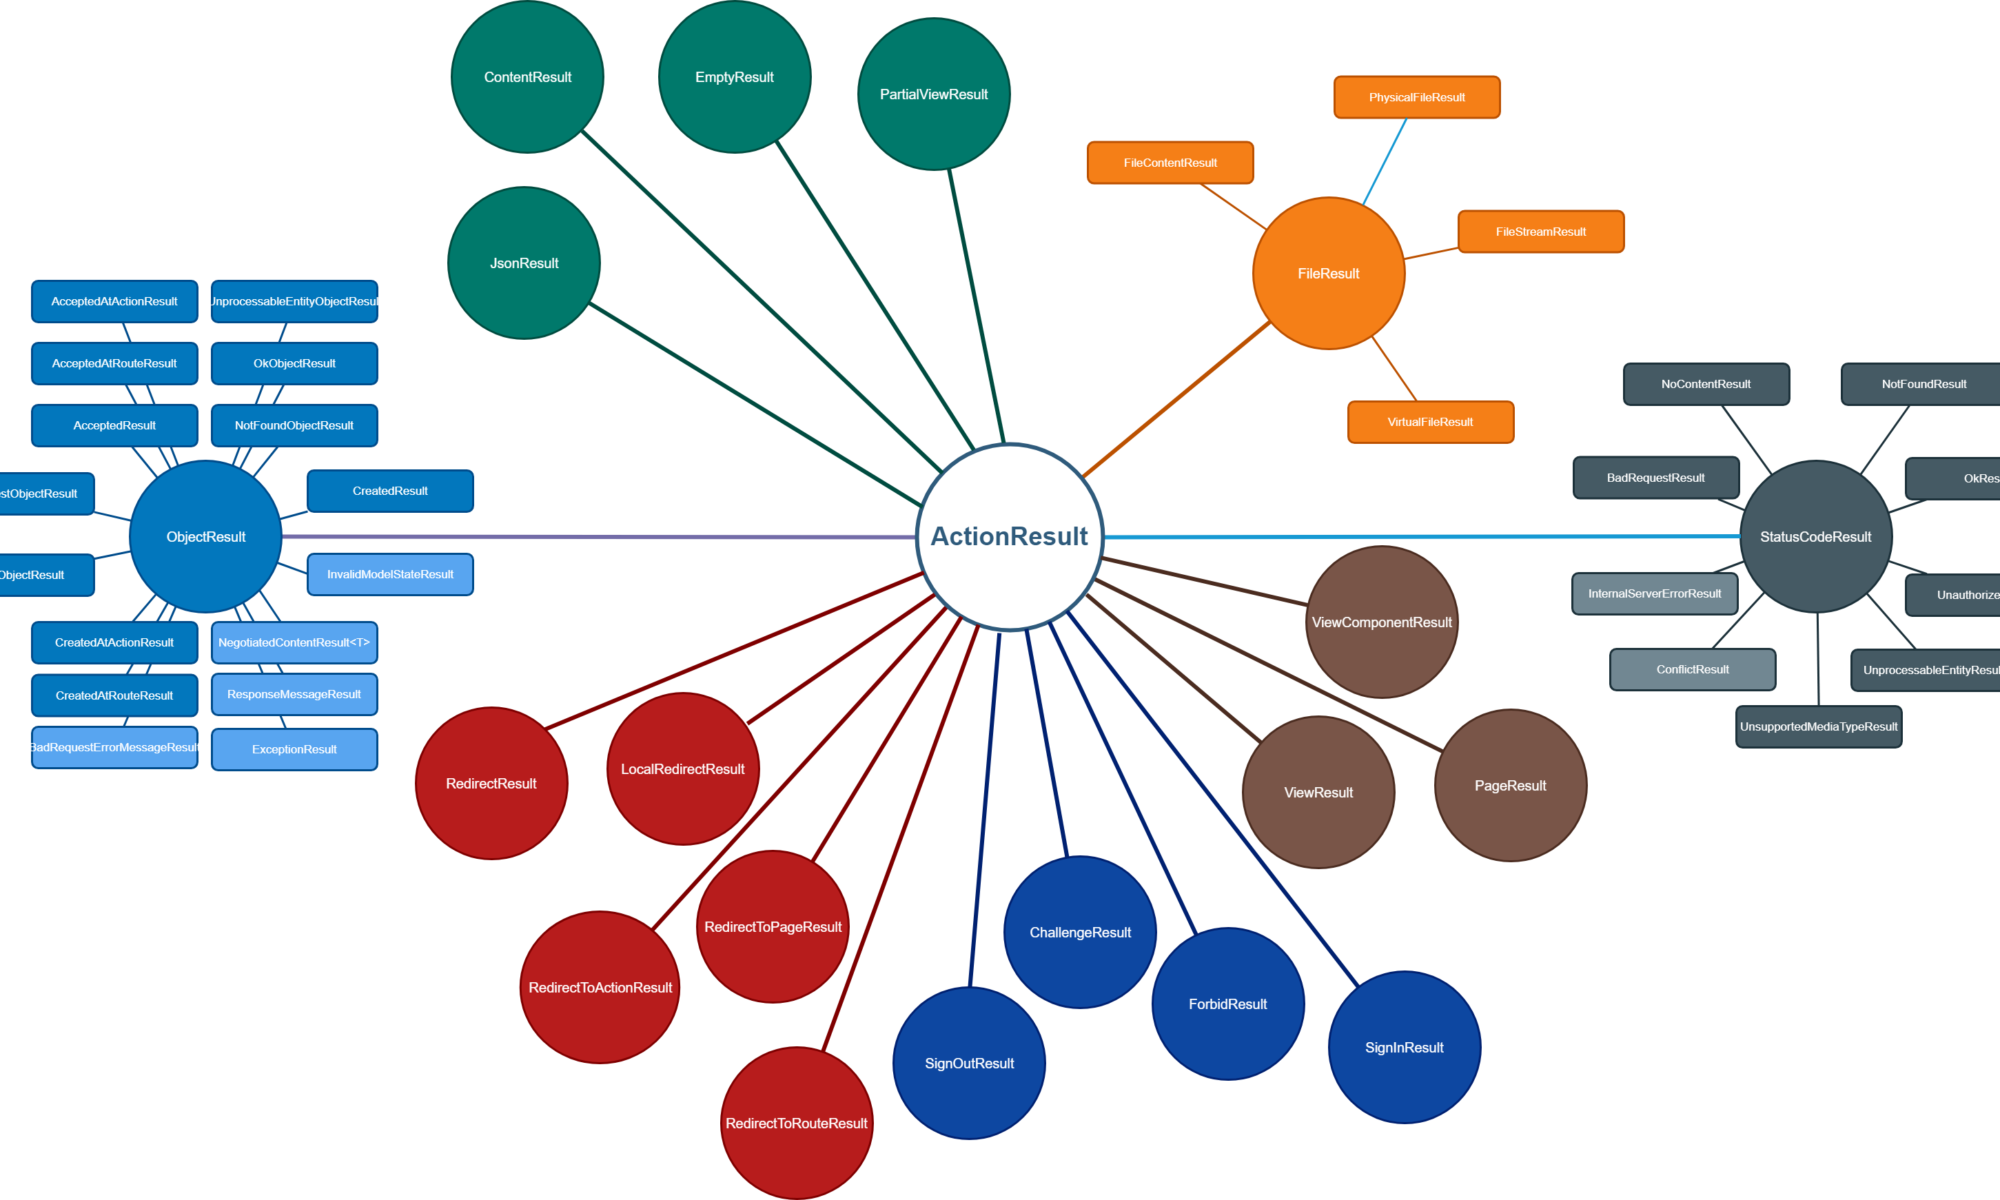 ContentResult
EmptyResult
PartialViewResult
JsonResult
PhysicalFileResult
FileContentResult
FileStreamResult
FileResult
VirtualFileResult
AcceptedAtActionResult
UnprocessableEntityObjectResult
AcceptedAtRouteResult
OkObjectResult
AcceptedResult
NotFoundObjectResult
estObjectResult
CreatedResult
ObjectResult
ObjectResult
InvalidModelStateResult
CreatedAtActionResult
NegotiatedContentResult<T>
CreatedAtRouteResult
ResponseMessageResult
BadRequestErrorMessageResult
ExceptionResult
ActionResult
NoContentResult
NotFoundResult
BadRequestResult
OkRes
StatusCodeResult
InternalServerErrorResult
Unauthorize
ConflictResult
UnprocessableEntityResul
UnsupportedMediaTypeResult
ViewComponentResult
ViewResult
PageResult
RedirectResult
LocalRedirectResult
RedirectToPageResult
RedirectToActionResult
RedirectToRouteResult
ChallengeResult
ForbidResult
SignOutResult
SignInResult